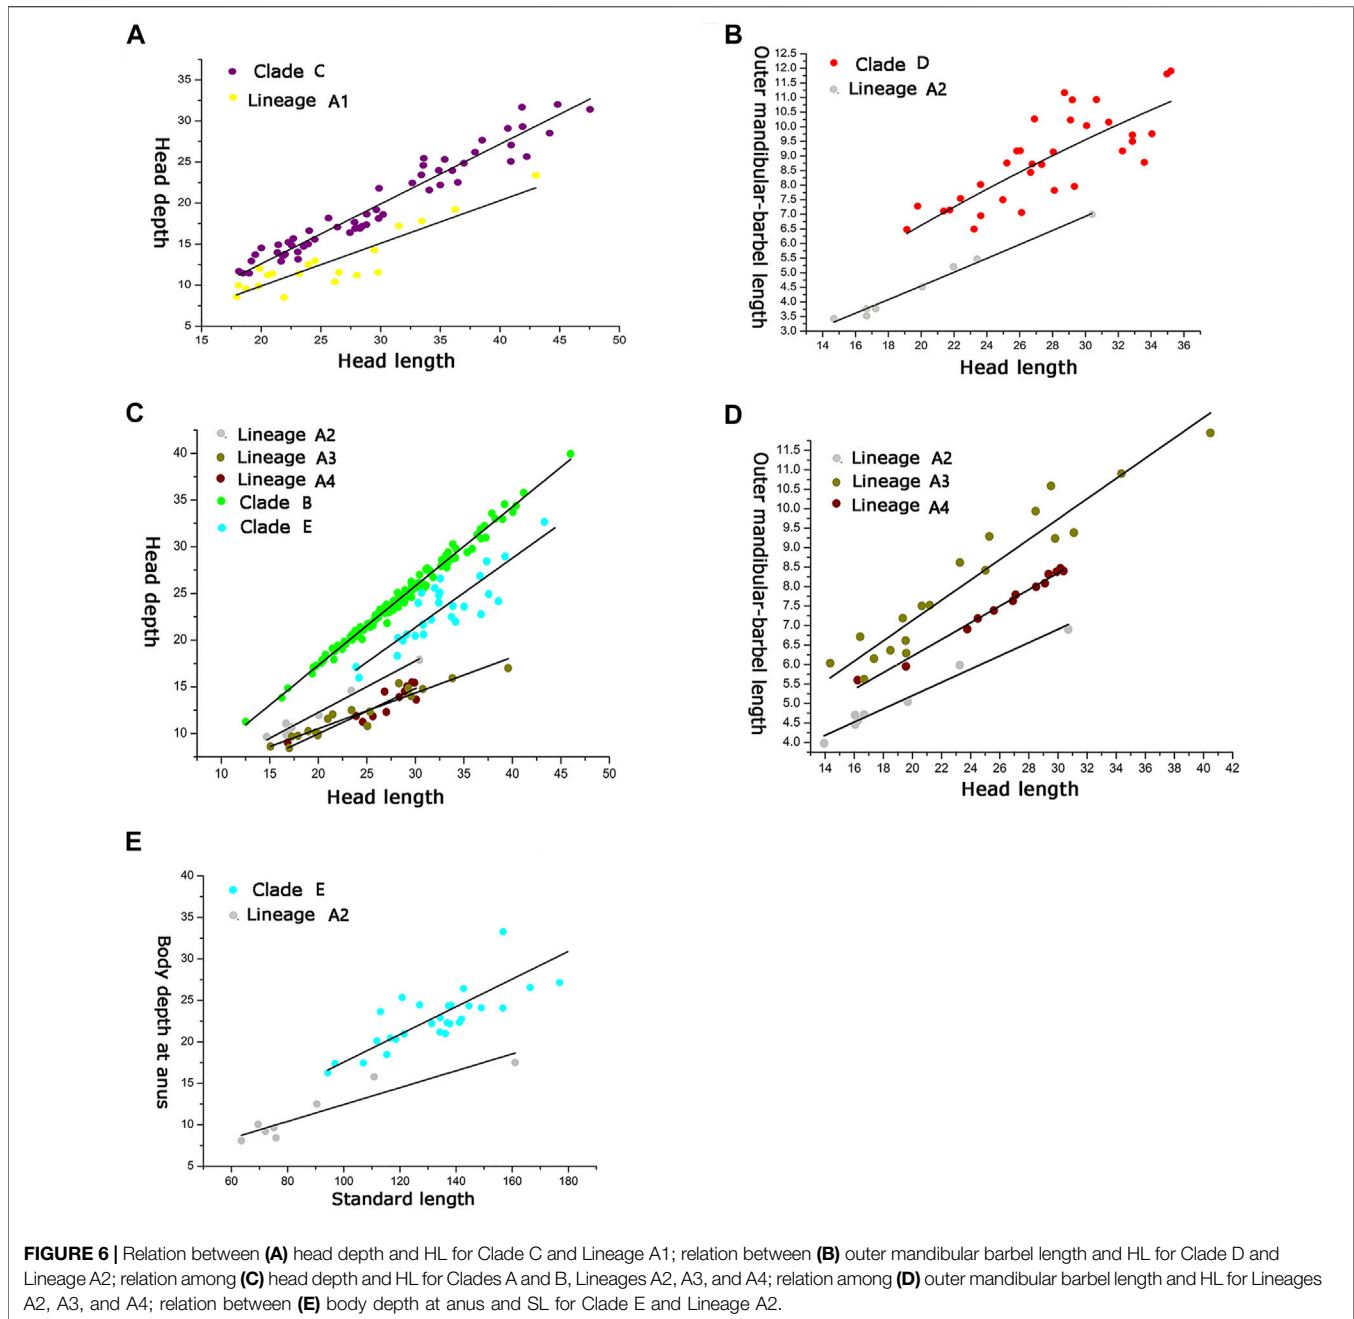 A
Clade C
Lineage A1
35
30
25
20
15
10
5
Head depth
15 20 25 30 35 40 45 50
Head length
B
Clade D
Lineage A2
12.5
12.0
11.5
11.0
10.5
10.0
9.5
9.0
8.5
8.0
7.5
7.0
6.5
6.0
5.5
5.0
4.5
4.0
3.5
3.0
Outer mandibular-barbel length
14 16 18 20 22 24 26 28 30 32 34 36
Head length
C
Lineage A2
Lineage A3
Lineage A4
Clade B
Clade E
40
35
30
25
20
15
10
Head depth
10 15 20 25 30 35 40 45 50
Head length
D
Lineage A2
Lineage A3
Lineage A4
11.5
11.0
10.5
10.0
9.5
9.0
8.5
8.0
7.5
7.0
6.5
6.0
5.5
5.0
4.5
4.0
Outer mandibular-barbel length
14 16 18 20 22 24 26 28 30 32 34 36 38 40 42
Head length
E
Clade E
Lineage A2
40
35
30
25
20
15
10
5
Body depth at anus
60 80 100 120 140 160 180
Standard length
FIGURE 6 | Relation between (A) head depth and HL for Clade C and Lineage A1; relation between (B) outer mandibular barbel length and HL for Clade D and
Lineage A2; relation among (C) head depth and HL for Clades A and B, Lineages A2, A3, and A4; relation among (D) outer mandibular barbel length and HL for Lineages
A2, A3, and A4; relation between (E) body depth at anus and SL for Clade E and Lineage A2.